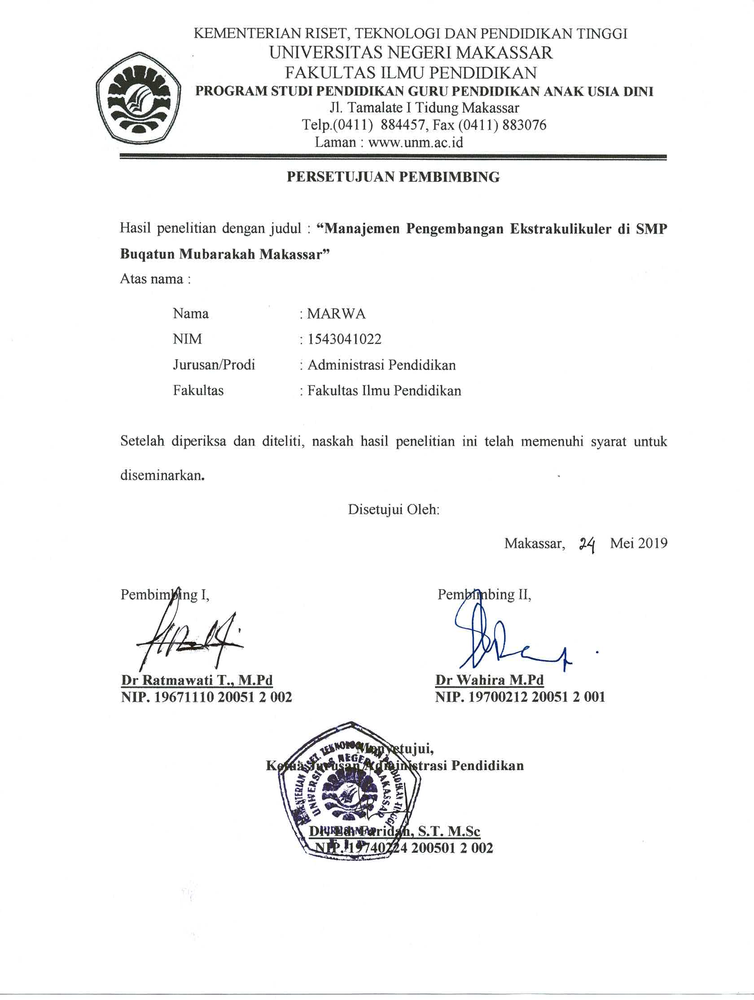 KEMENTERIAN RISET, TEKNOLOGI DAN PENDIDIKAN TINGGI
UNIVERSITAS NEGERI MAKASSAR
FAKULTAS ILMU PENDIDIKAN
PROGRAM STUDI PENDIDIKAN GURU PENDIDIKAN ANAK USIA DINI
Jl. Tamalate I Tidung Makassar
Telp.(0411) 884457, Fax (0411) 883076
Laman : www.unm.ac.id
PERSETUJUAN PEMBIMBING
Hasil penelitian dengan judul : “Manajemen Pengembangan Ekstrakulikuler di SMP
Buqatun Mubarakah Makassar”
Atas nama :
Nama : MARWA
NIM : 1543041022
Jurusan/Prodi : Administrasi Pendidikan
Fakultas : Fakultas Ilmu Pendidikan
Setelah diperiksa dan diteliti, naskah hasil penelitian ini telah memenuhi syarat untuk
diseminarkan.
Disetujui Oleh:
Makassar, 24 Mei 2019
Pembimbing I, Pembimbing II,
Dr Ratmawati T., M.Pd Dr Wahira M.Pd
NIP. 19671110 20051 2 002 NIP. 19700212 20051 2 001
Menyetujui,
Ketua Jurusan Administrasi Pendidikan
KEMENTERIAN RISET, TEKNOLOGI DAN PENDIDIKAN TINGGI
UNIVERSITAS NEGERI MAKASSAR
JURUSAN AP
Faridah, S.T. M.Sc
NIP. 19740224 200501 2 002